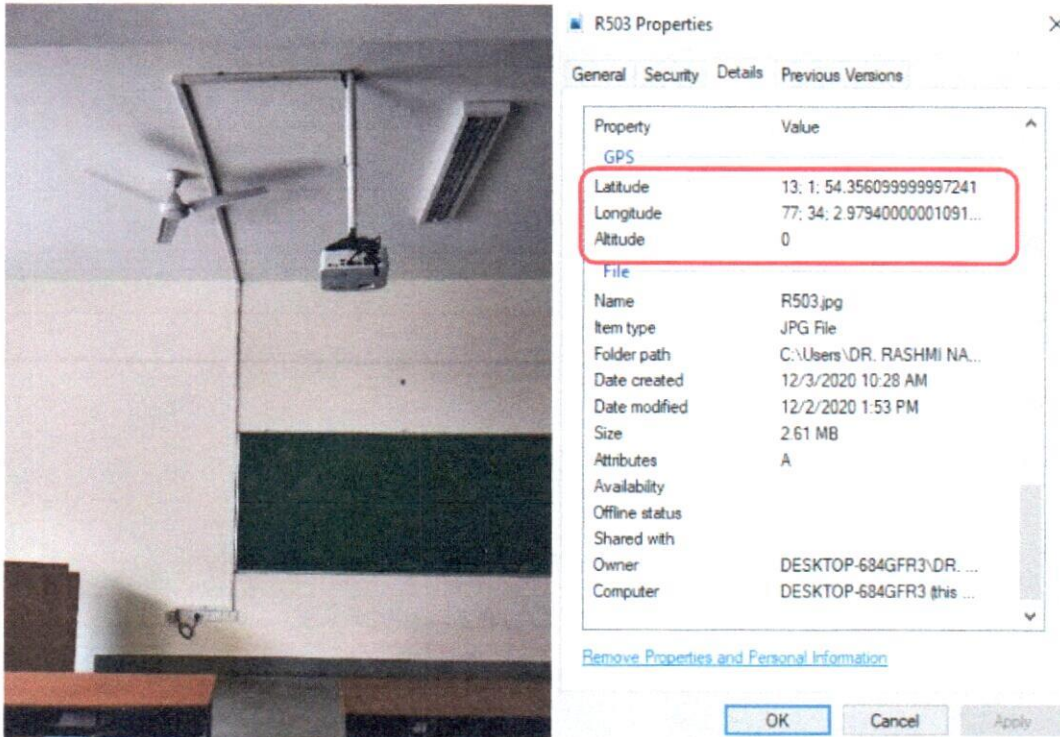 R503 Properties
General Security Details Previous Versions
Property Value
GPS
Latitude 13; 1; 54.356099999997241
Longitude 77; 34; 2.97940000001091...
Altitude 0
File
Name R503.jpg
Item type JPG File
Folder path C:\Users\DR. RASHMI NA...
Date created 12/3/2020 10:28 AM
Date modified 12/2/2020 1:53 PM
Size 2.61 MB
Attributes A
Availability
Offline status
Shared with
Owner DESKTOP-684GFR3\DR. ...
Computer DESKTOP-684GFR3 (this ...
Remove Properties and Personal Information
OK Cancel Apply